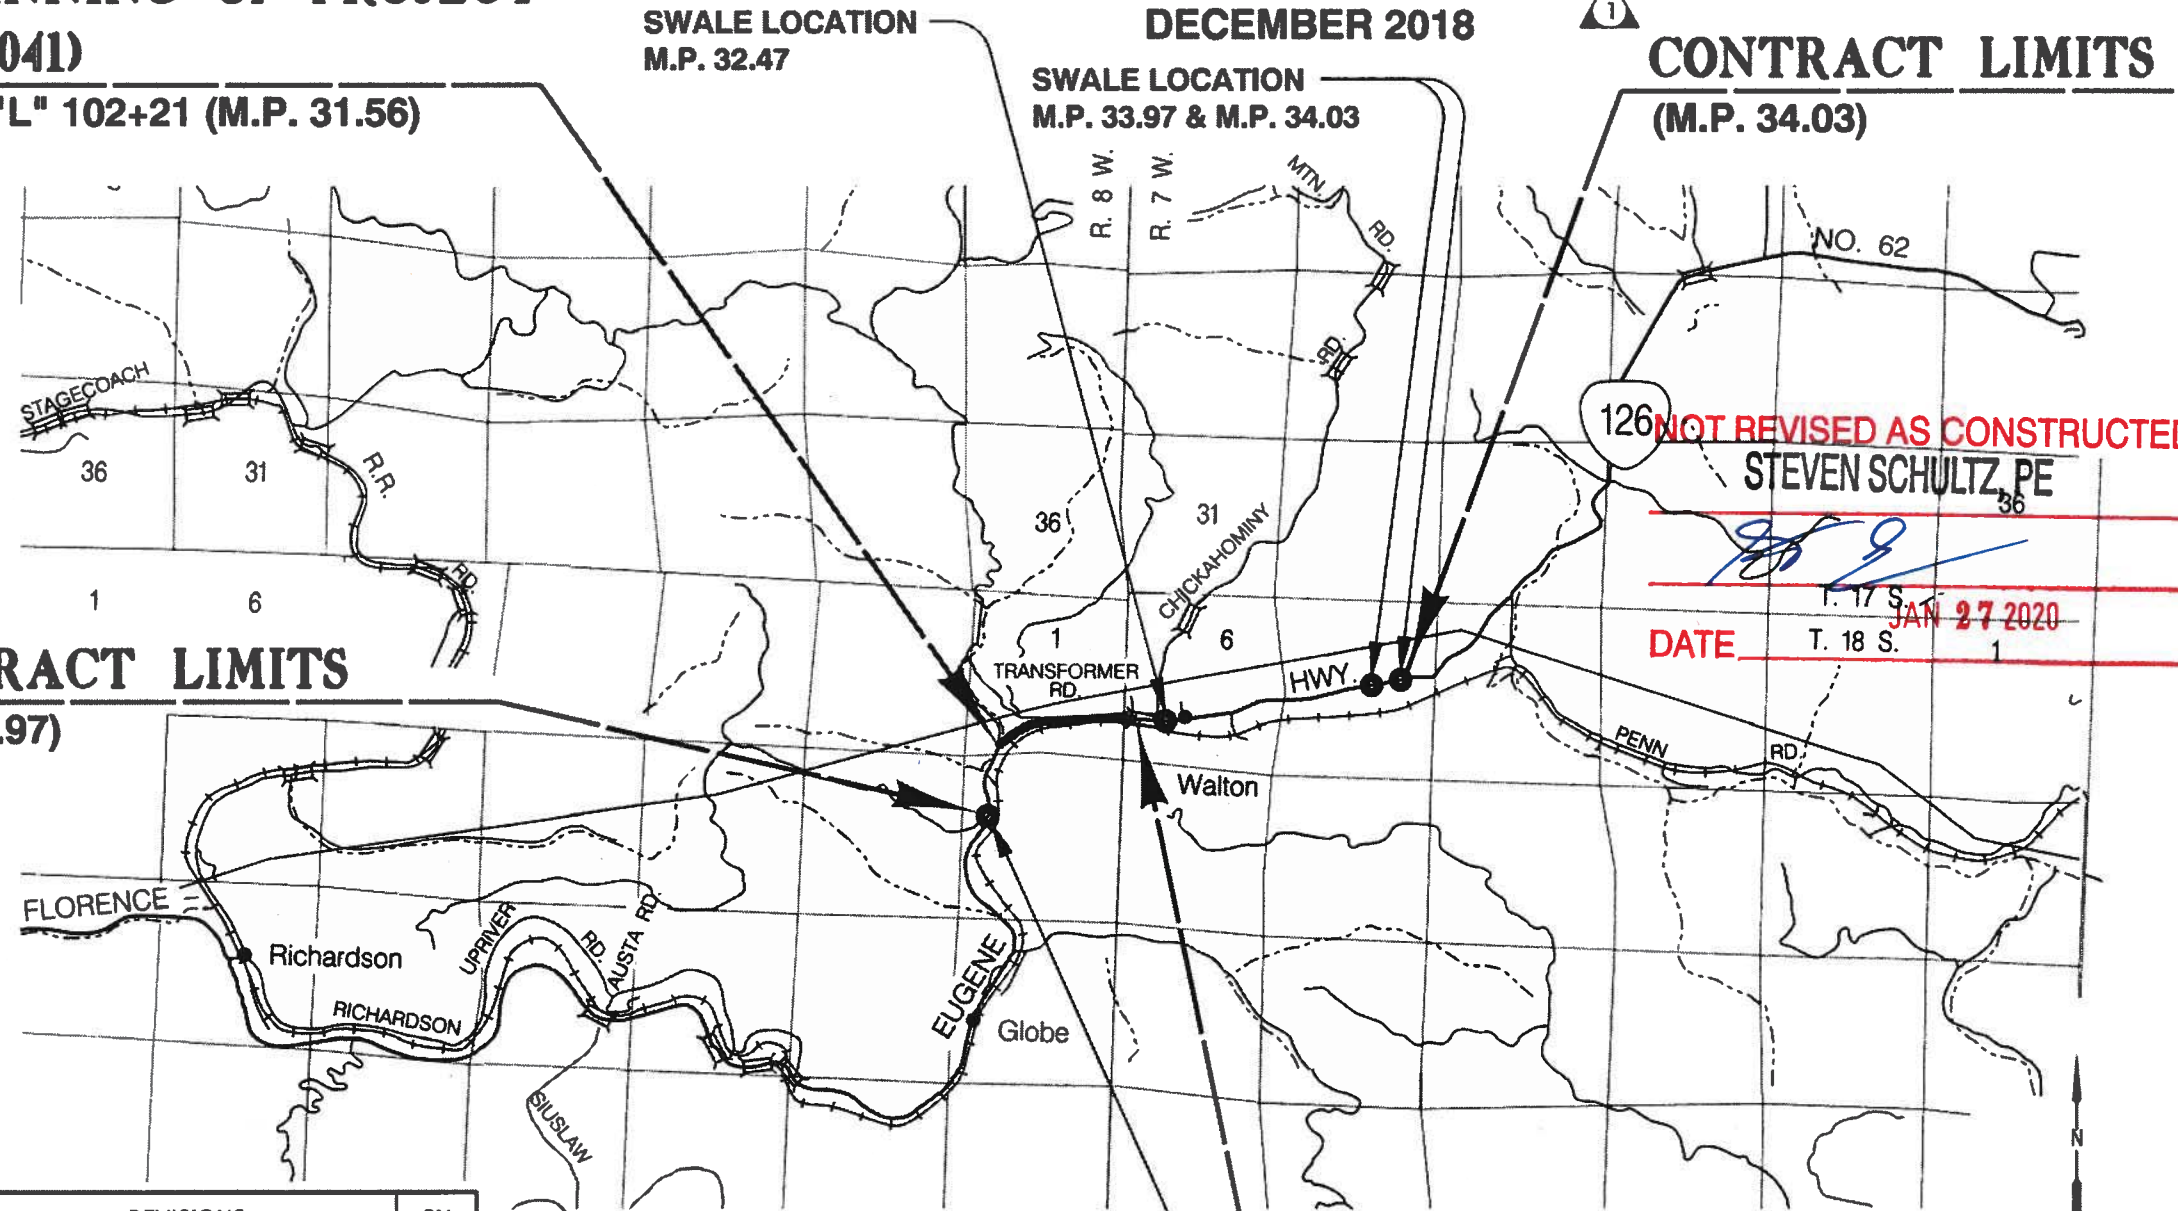 041)
"L" 102+21 (M.P. 31.56)
SWALE LOCATION
M.P. 32.47
DECEMBER 2018
SWALE LOCATION
M.P. 33.97 & M.P. 34.03
1
CONTRACT LIMITS
(M.P. 34.03)
R. 8 W.
R. 7 W.
MTN.
RD.
NO. 62
RD.
STAGECOACH
126
NOT REVISED AS CONSTRUCTED
STEVEN SCHULTZ, PE
36
31
R.R.
36
31
36
CHICKAHOMINY
RD.
1
6
1
6
T. 17 S.
JAN 27 2020
DATE
T. 18 S.
1
RACT LIMITS
.97)
TRANSFORMER
RD.
HWY.
PENN
RD.
Walton
FLORENCE
Richardson
UPRIVER
RD.
AUSTA RD.
RICHARDSON
EUGENE
Globe
SIUSLAW
N